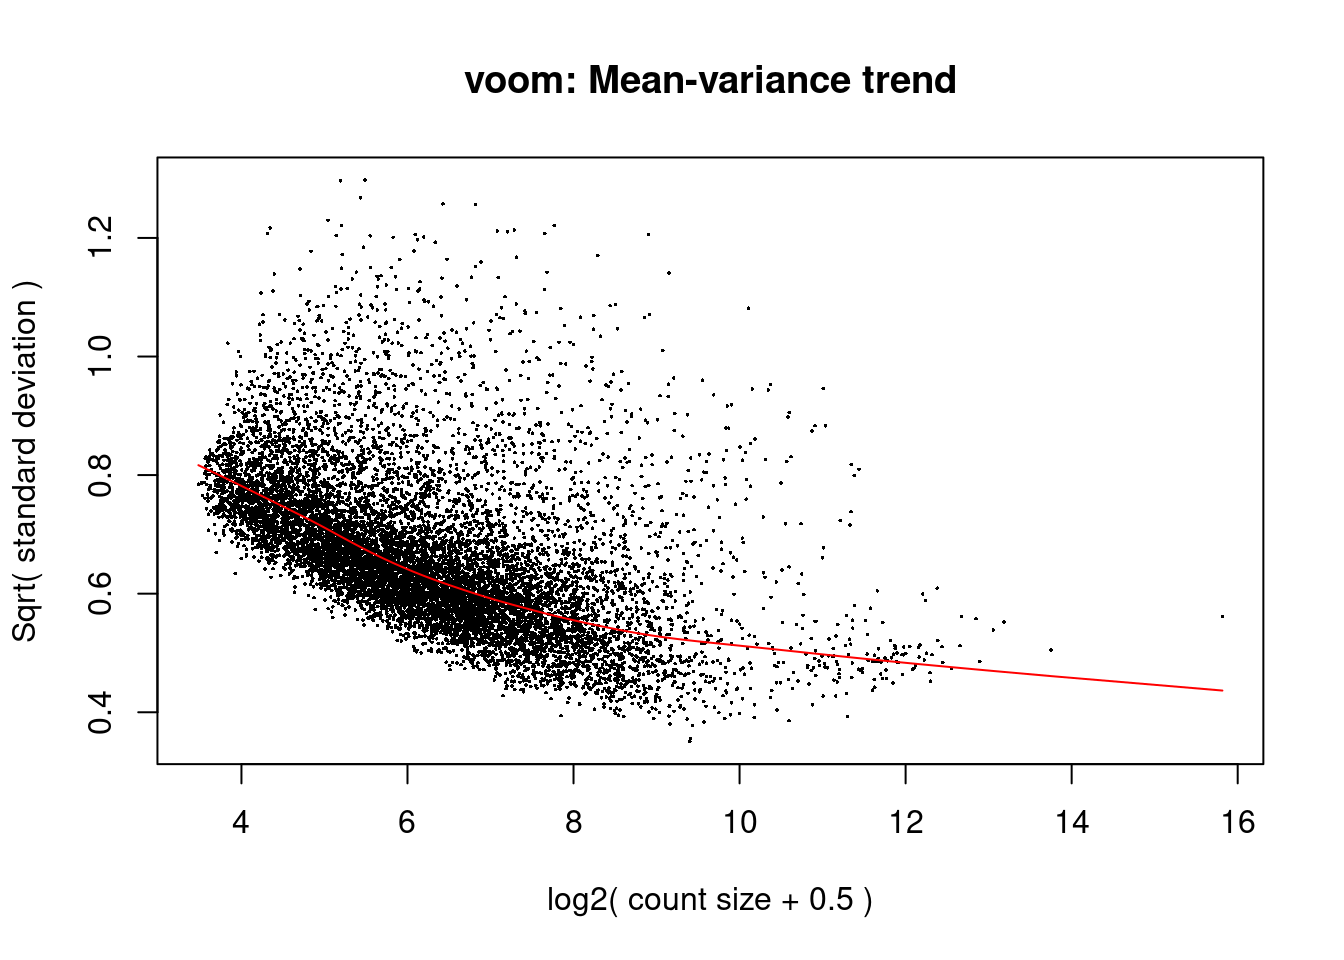 voom: Mean-variance trend
Sqrt( standard deviation )
1.2
1.0
0.8
0.6
0.4
4 6 8 10 12 14 16
log2( count size + 0.5 )